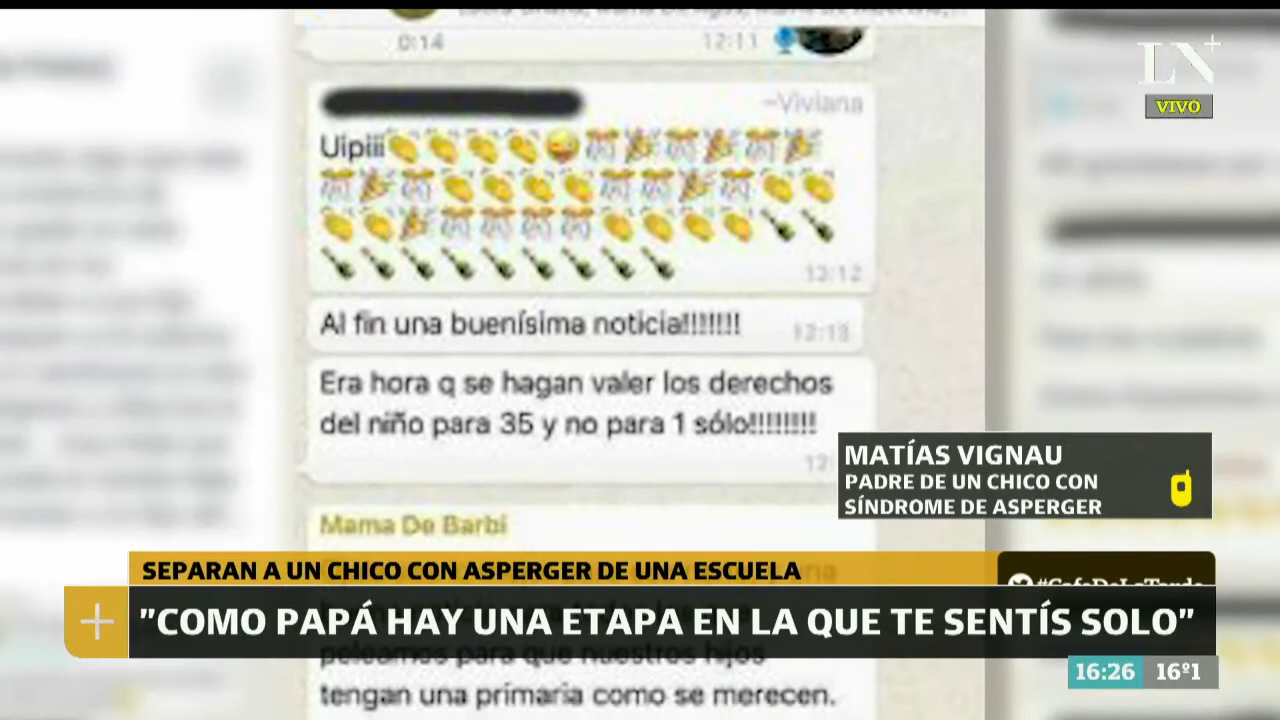 0:14
12:11
~Viviana
Uipiii
12:12
Al fin una buenísima noticia!!!!!!!
12:13
Era hora q se hagan valer los derechos
del niño para 35 y no para 1 sólo!!!!!!!!
Mama De Barbi
peleamos para que nuestros hijos
tengan una primaria como se merecen.
LN+
VIVO
MATÍAS VIGNAU
PADRE DE UN CHICO CON
SÍNDROME DE ASPERGER
SEPARAN A UN CHICO CON ASPERGER DE UNA ESCUELA
#CafeDeLaTarde
"COMO PAPÁ HAY UNA ETAPA EN LA QUE TE SENTÍS SOLO"
16:26 16º1